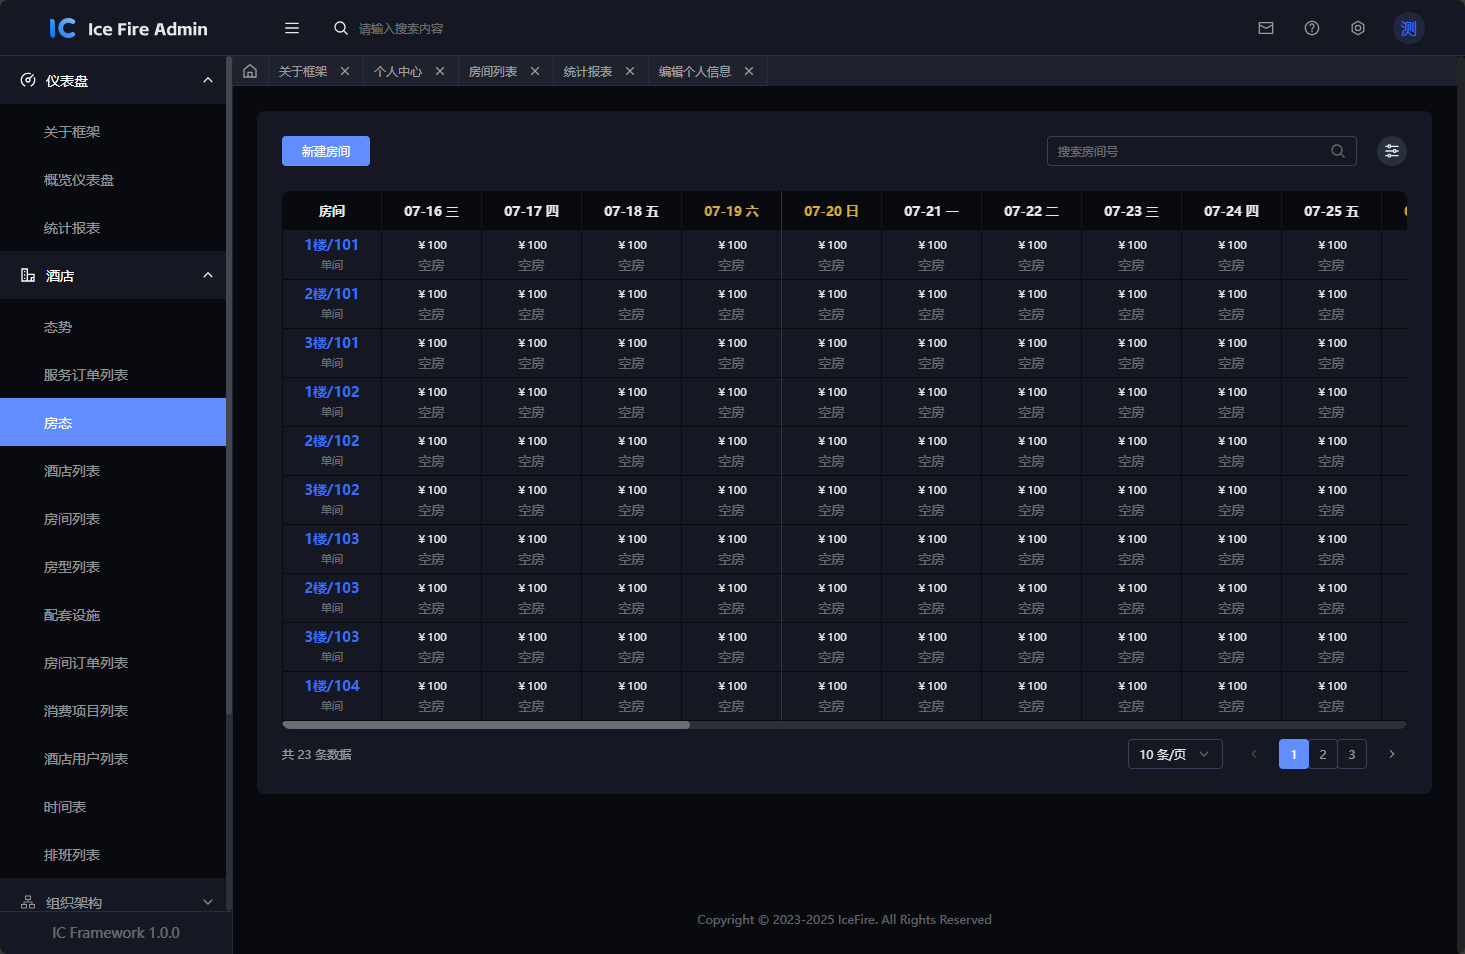 IC Ice Fire Admin
请输入搜索内容
测
仪表盘
关于框架
概览仪表盘
统计报表
酒店
态势
服务订单列表
房态
酒店列表
房间列表
房型列表
配套设施
房间订单列表
消费项目列表
酒店用户列表
时间表
排班列表
组织架构
IC Framework 1.0.0
关于框架 个人中心 房间列表 统计报表 编辑个人信息
新建房间
搜索房间号
房间 07-16 三 07-17 四 07-18 五 07-19 六 07-20 日 07-21 一 07-22 二 07-23 三 07-24 四 07-25 五
1楼/101 ¥100 ¥100 ¥100 ¥100 ¥100 ¥100 ¥100 ¥100 ¥100 ¥100
单间 空房 空房 空房 空房 空房 空房 空房 空房 空房 空房
2楼/101 ¥100 ¥100 ¥100 ¥100 ¥100 ¥100 ¥100 ¥100 ¥100 ¥100
单间 空房 空房 空房 空房 空房 空房 空房 空房 空房 空房
3楼/101 ¥100 ¥100 ¥100 ¥100 ¥100 ¥100 ¥100 ¥100 ¥100 ¥100
单间 空房 空房 空房 空房 空房 空房 空房 空房 空房 空房
1楼/102 ¥100 ¥100 ¥100 ¥100 ¥100 ¥100 ¥100 ¥100 ¥100 ¥100
单间 空房 空房 空房 空房 空房 空房 空房 空房 空房 空房
2楼/102 ¥100 ¥100 ¥100 ¥100 ¥100 ¥100 ¥100 ¥100 ¥100 ¥100
单间 空房 空房 空房 空房 空房 空房 空房 空房 空房 空房
3楼/102 ¥100 ¥100 ¥100 ¥100 ¥100 ¥100 ¥100 ¥100 ¥100 ¥100
单间 空房 空房 空房 空房 空房 空房 空房 空房 空房 空房
1楼/103 ¥100 ¥100 ¥100 ¥100 ¥100 ¥100 ¥100 ¥100 ¥100 ¥100
单间 空房 空房 空房 空房 空房 空房 空房 空房 空房 空房
2楼/103 ¥100 ¥100 ¥100 ¥100 ¥100 ¥100 ¥100 ¥100 ¥100 ¥100
单间 空房 空房 空房 空房 空房 空房 空房 空房 空房 空房
3楼/103 ¥100 ¥100 ¥100 ¥100 ¥100 ¥100 ¥100 ¥100 ¥100 ¥100
单间 空房 空房 空房 空房 空房 空房 空房 空房 空房 空房
1楼/104 ¥100 ¥100 ¥100 ¥100 ¥100 ¥100 ¥100 ¥100 ¥100 ¥100
单间 空房 空房 空房 空房 空房 空房 空房 空房 空房 空房
共 23 条数据
10 条/页 1 2 3
Copyright © 2023-2025 IceFire. All Rights Reserved